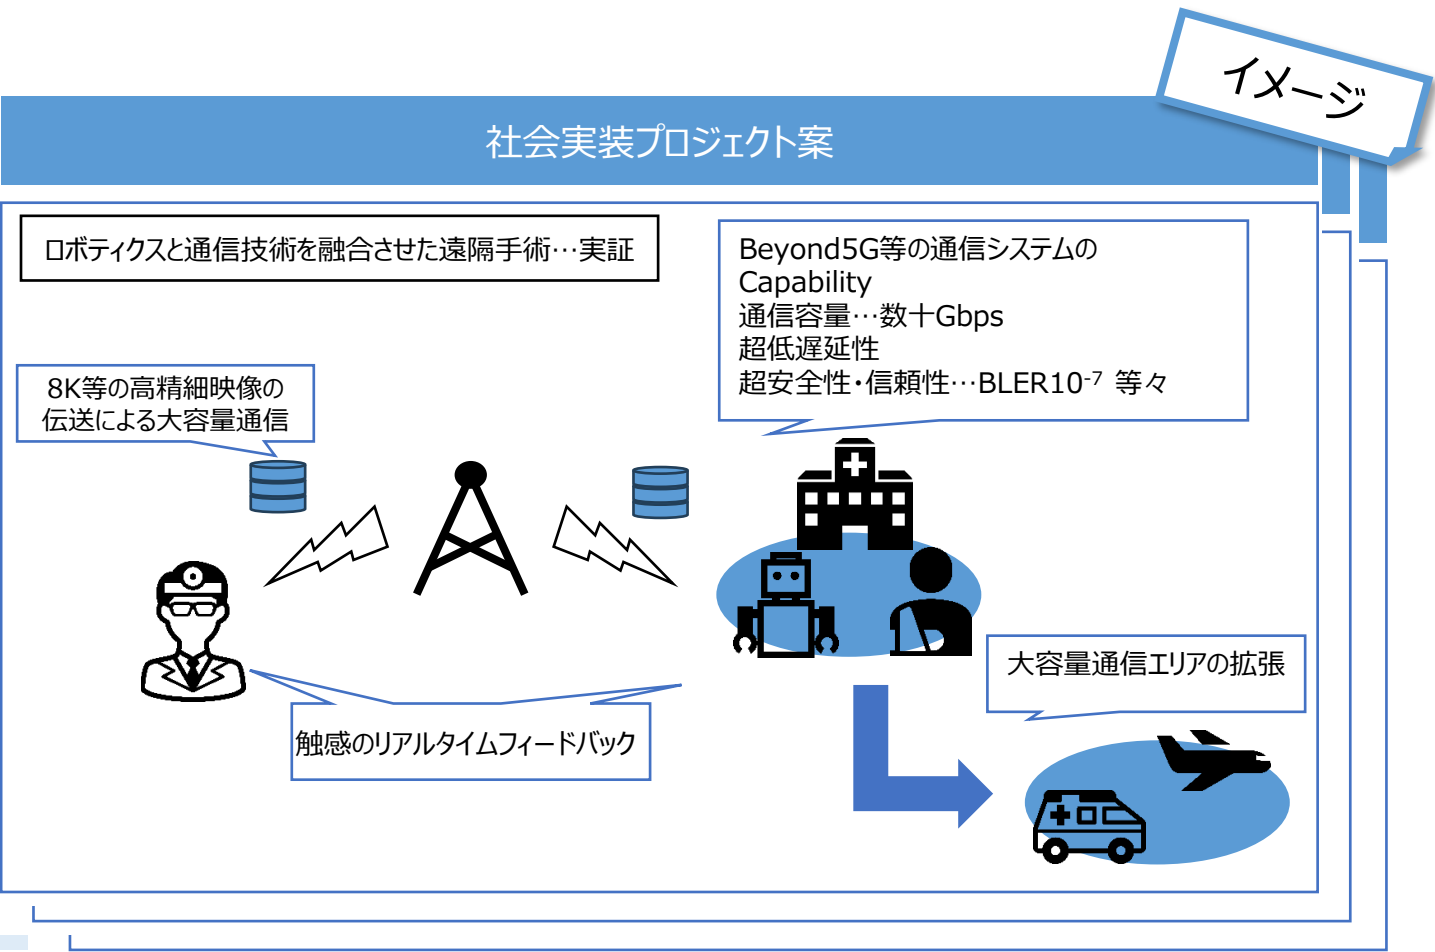 イメージ
社会実装プロジェクト案
ロボティクスと通信技術を融合させた遠隔手術…実証
Beyond5G等の通信システムの
Capability
通信容量…数十Gbps
超低遅延性
超安全性・信頼性…BLER10⁻⁷ 等々
8K等の高精細映像の
伝送による大容量通信
大容量通信エリアの拡張
触感のリアルタイムフィードバック